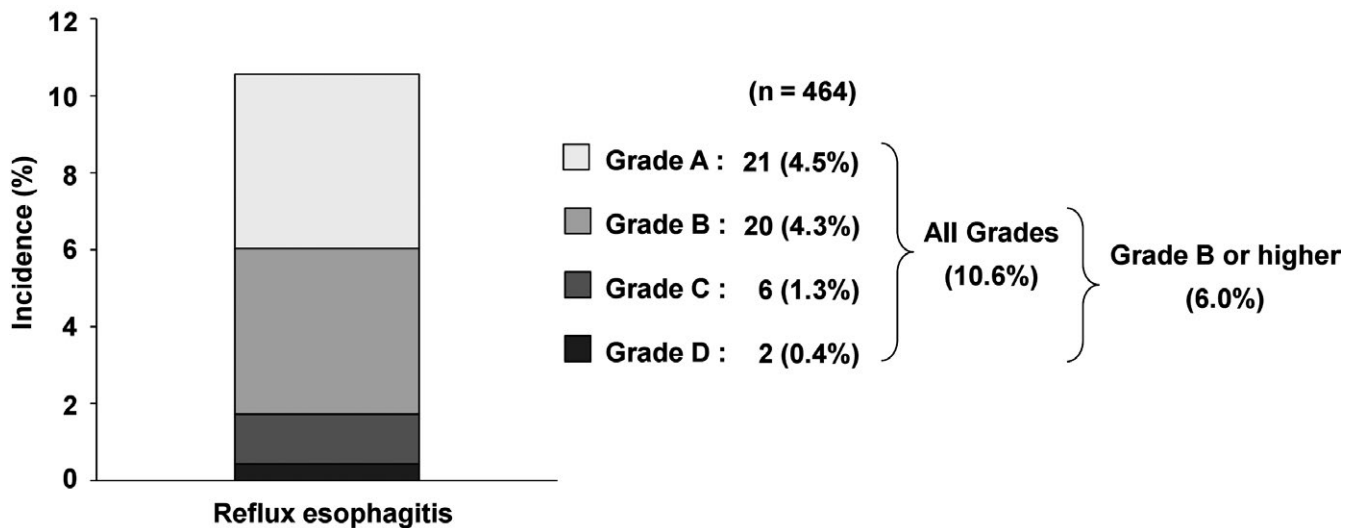 12
10
8
6
4
2
0
Incidence (%)
Reflux esophagitis
(n = 464)
Grade A : 21 (4.5%)
Grade B : 20 (4.3%)
Grade C : 6 (1.3%)
Grade D : 2 (0.4%)
All Grades
(10.6%)
Grade B or higher
(6.0%)